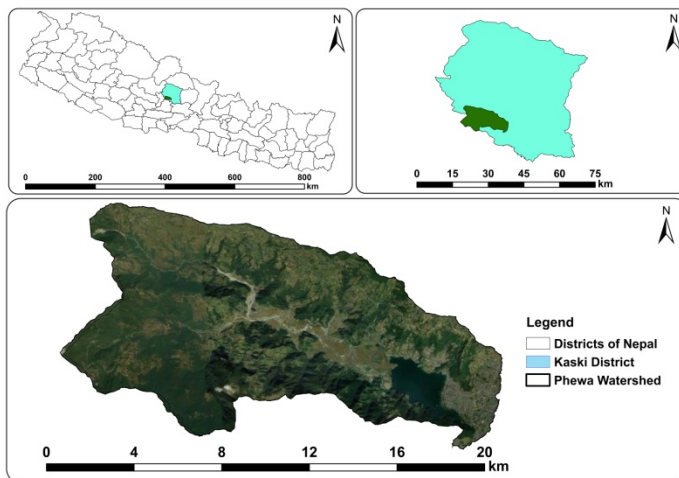 N
0 200 400 600 800
km
N
0 15 30 45 60 75
km
N
Legend
Districts of Nepal
Kaski District
Phewa Watershed
0 4 8 12 16 20
km